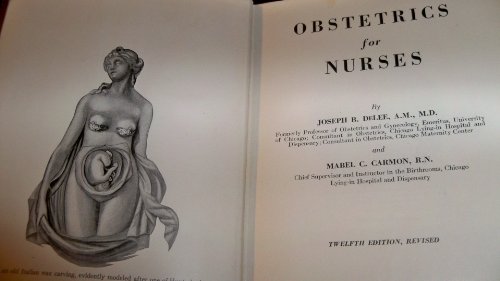 an old Italian wax carving, evidently modeled after one of
OBSTETRICS
for
NURSES
By
JOSEPH B. DeLEE, A.M., M.D.
Formerly Professor of Obstetrics and Gynecology, Emeritus, University
of Chicago; Consultant in Obstetrics, Chicago Lying-in Hospital and
Dispensary; Consultant in Obstetrics, Chicago Maternity Center
and
MABEL C. CARMON, R.N.
Chief Supervisor and Instructor in the Birthrooms, Chicago
Lying-in Hospital and Dispensary
TWELFTH EDITION, REVISED